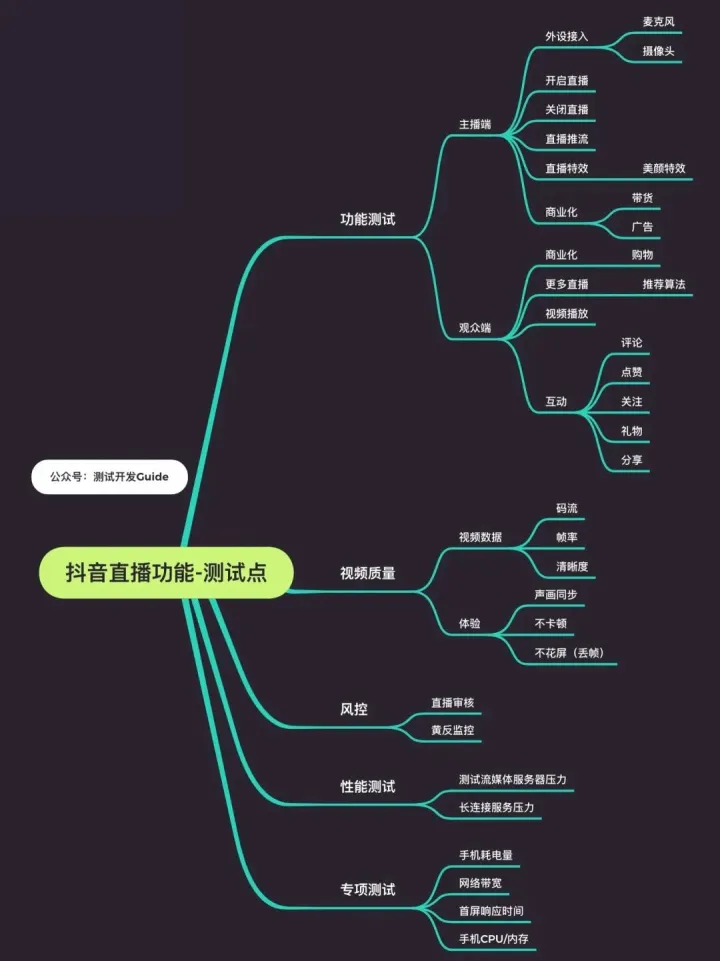 麦克风
外设接入
摄像头
开启直播
关闭直播
主播端
直播推流
直播特效
美颜特效
带货
商业化
广告
功能测试
商业化
购物
更多直播
推荐算法
视频播放
观众端
评论
点赞
互动
关注
礼物
分享
公众号：测试开发Guide
抖音直播功能-测试点
视频质量
视频数据
码流
帧率
清晰度
体验
声画同步
不卡顿
不花屏（丢帧）
风控
直播审核
黄反监控
性能测试
测试流媒体服务器压力
长连接服务压力
专项测试
手机耗电量
网络带宽
首屏响应时间
手机CPU/内存